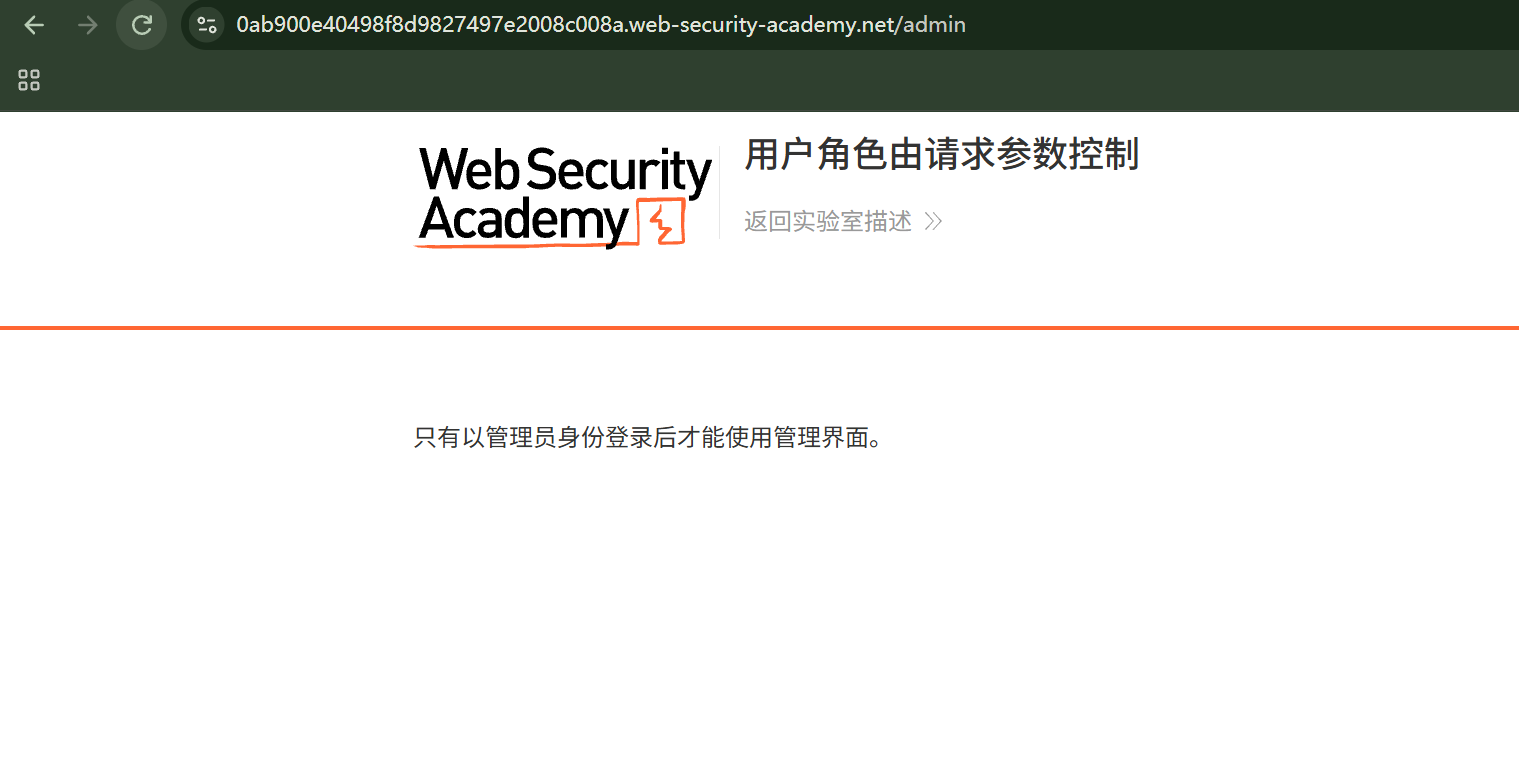 0ab900e40498f8d9827497e2008c008a.web-security-academy.net/admin
Web Security
Academy
用户角色由请求参数控制
返回实验室描述
只有以管理员身份登录后才能使用管理界面。